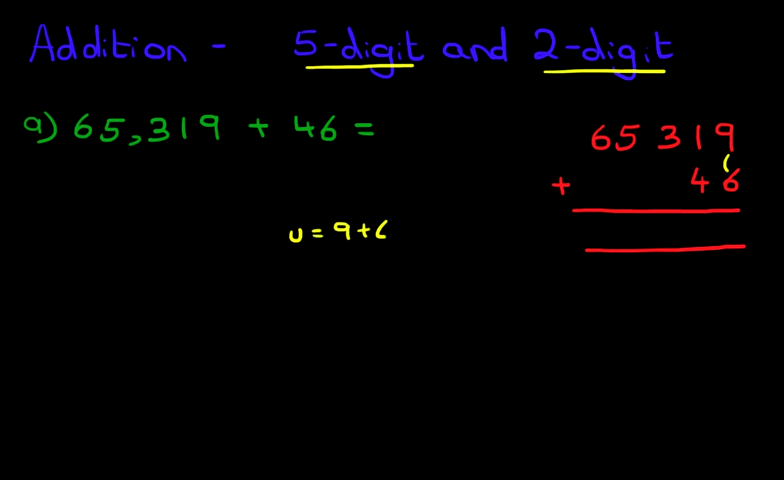 Addition - 5-digit and 2-digit
a) 65,319 + 46 =
65 319
+ 46
u = 9+6